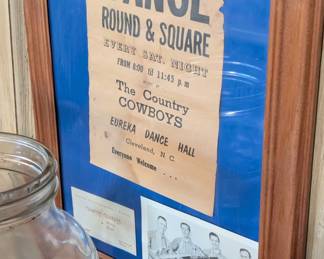 DANCE
ROUND & SQUARE
EVERY SAT. NIGHT
FROM 8:00 til 11:45 p.m
The Country
COWBOYS
EUREKA DANCE HALL
Cleveland, N. C.
Everyone Welcome . . .